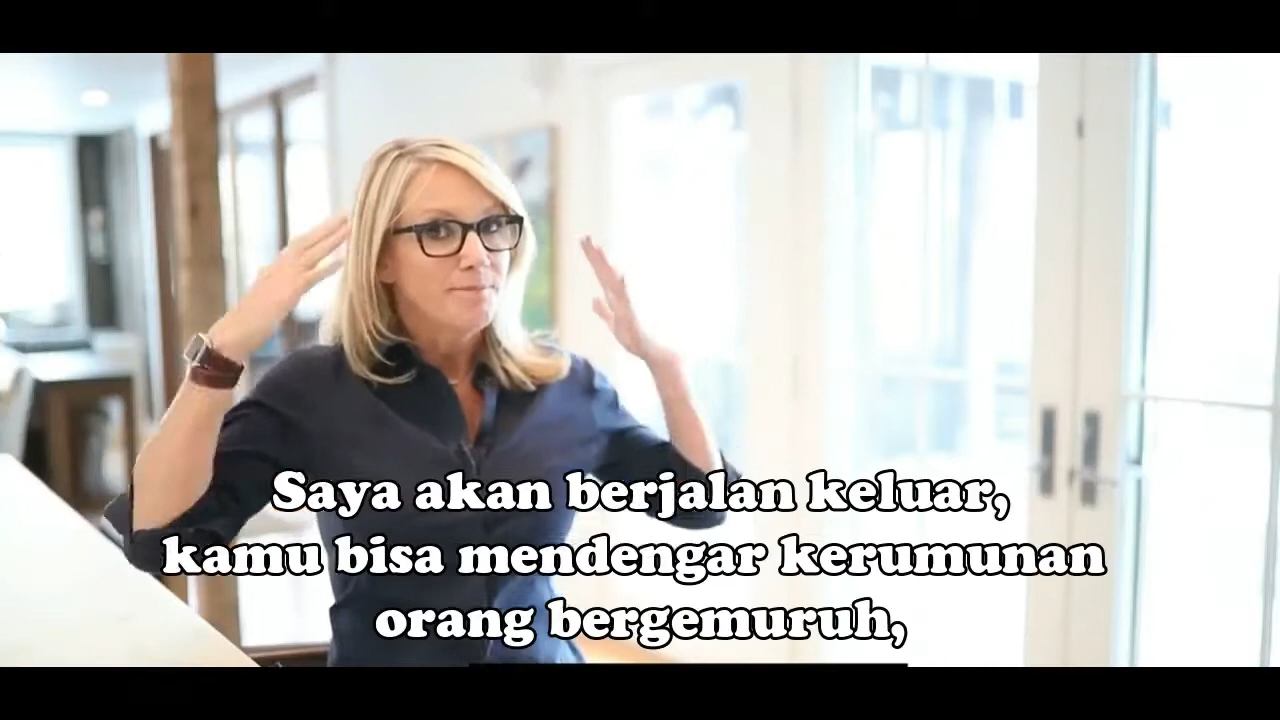 Saya akan berjalan keluar,
kamu bisa mendengar kerumunan
orang bergemuruh,